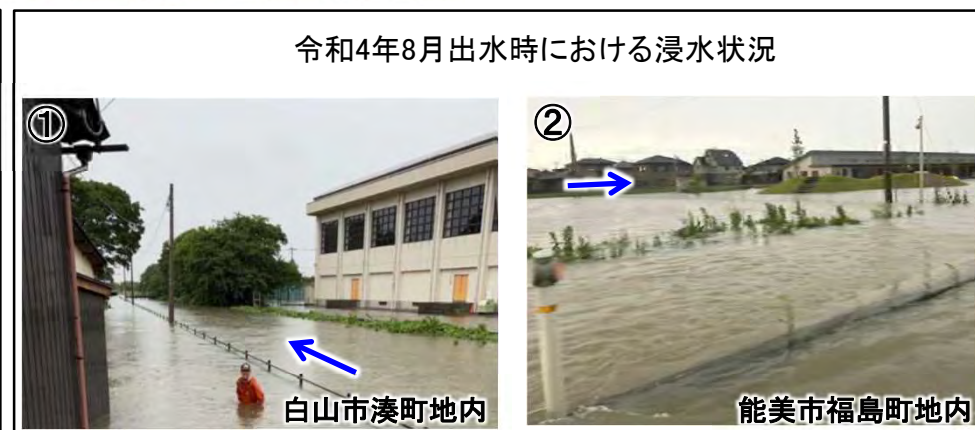 令和4年8月出水時における浸水状況
①
②
白山市湊町地内
能美市福島町地内